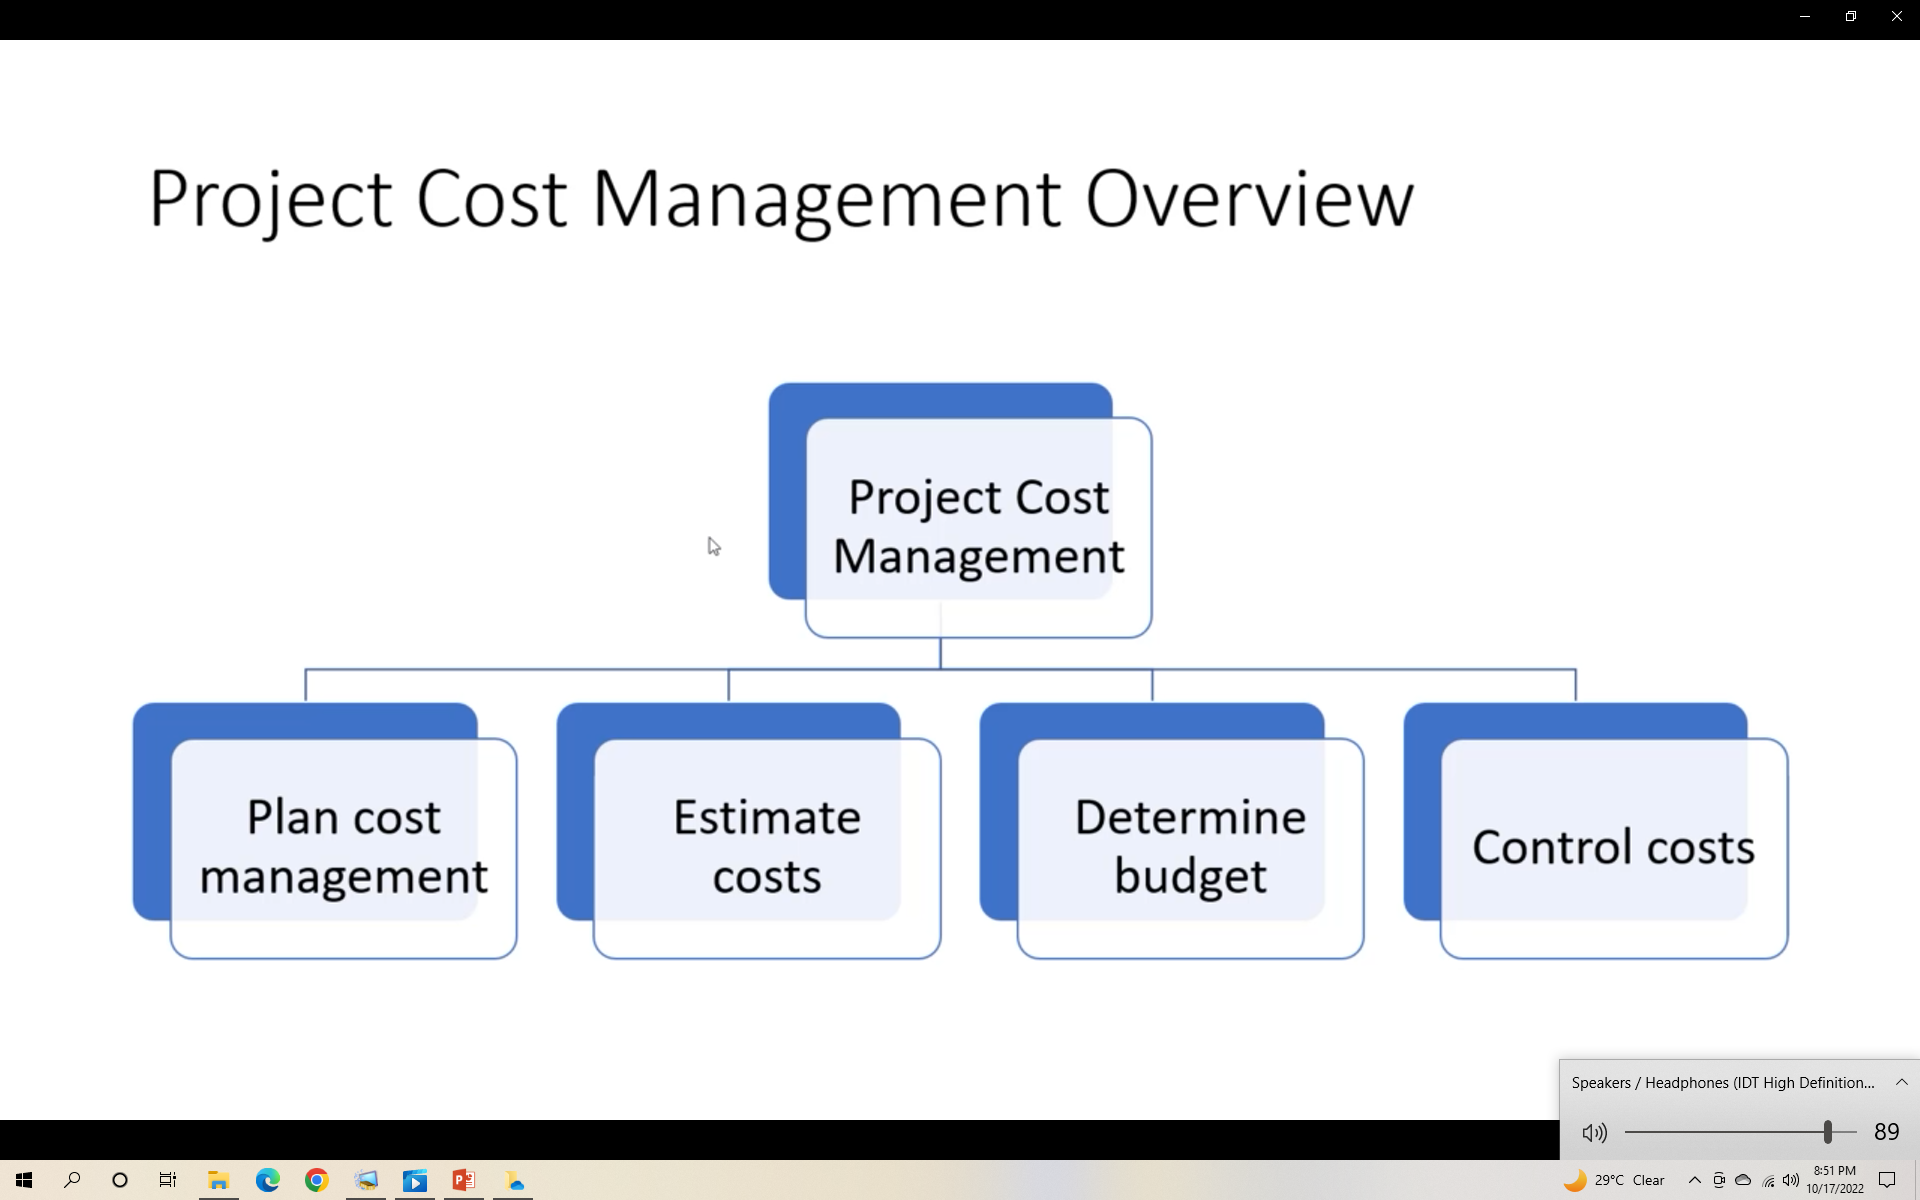 Project Cost Management Overview
Project Cost
Management
Plan cost
management
Estimate
costs
Determine
budget
Control costs
Speakers / Headphones (IDT High Definition...
89
29°C Clear
8:51 PM
10/17/2022